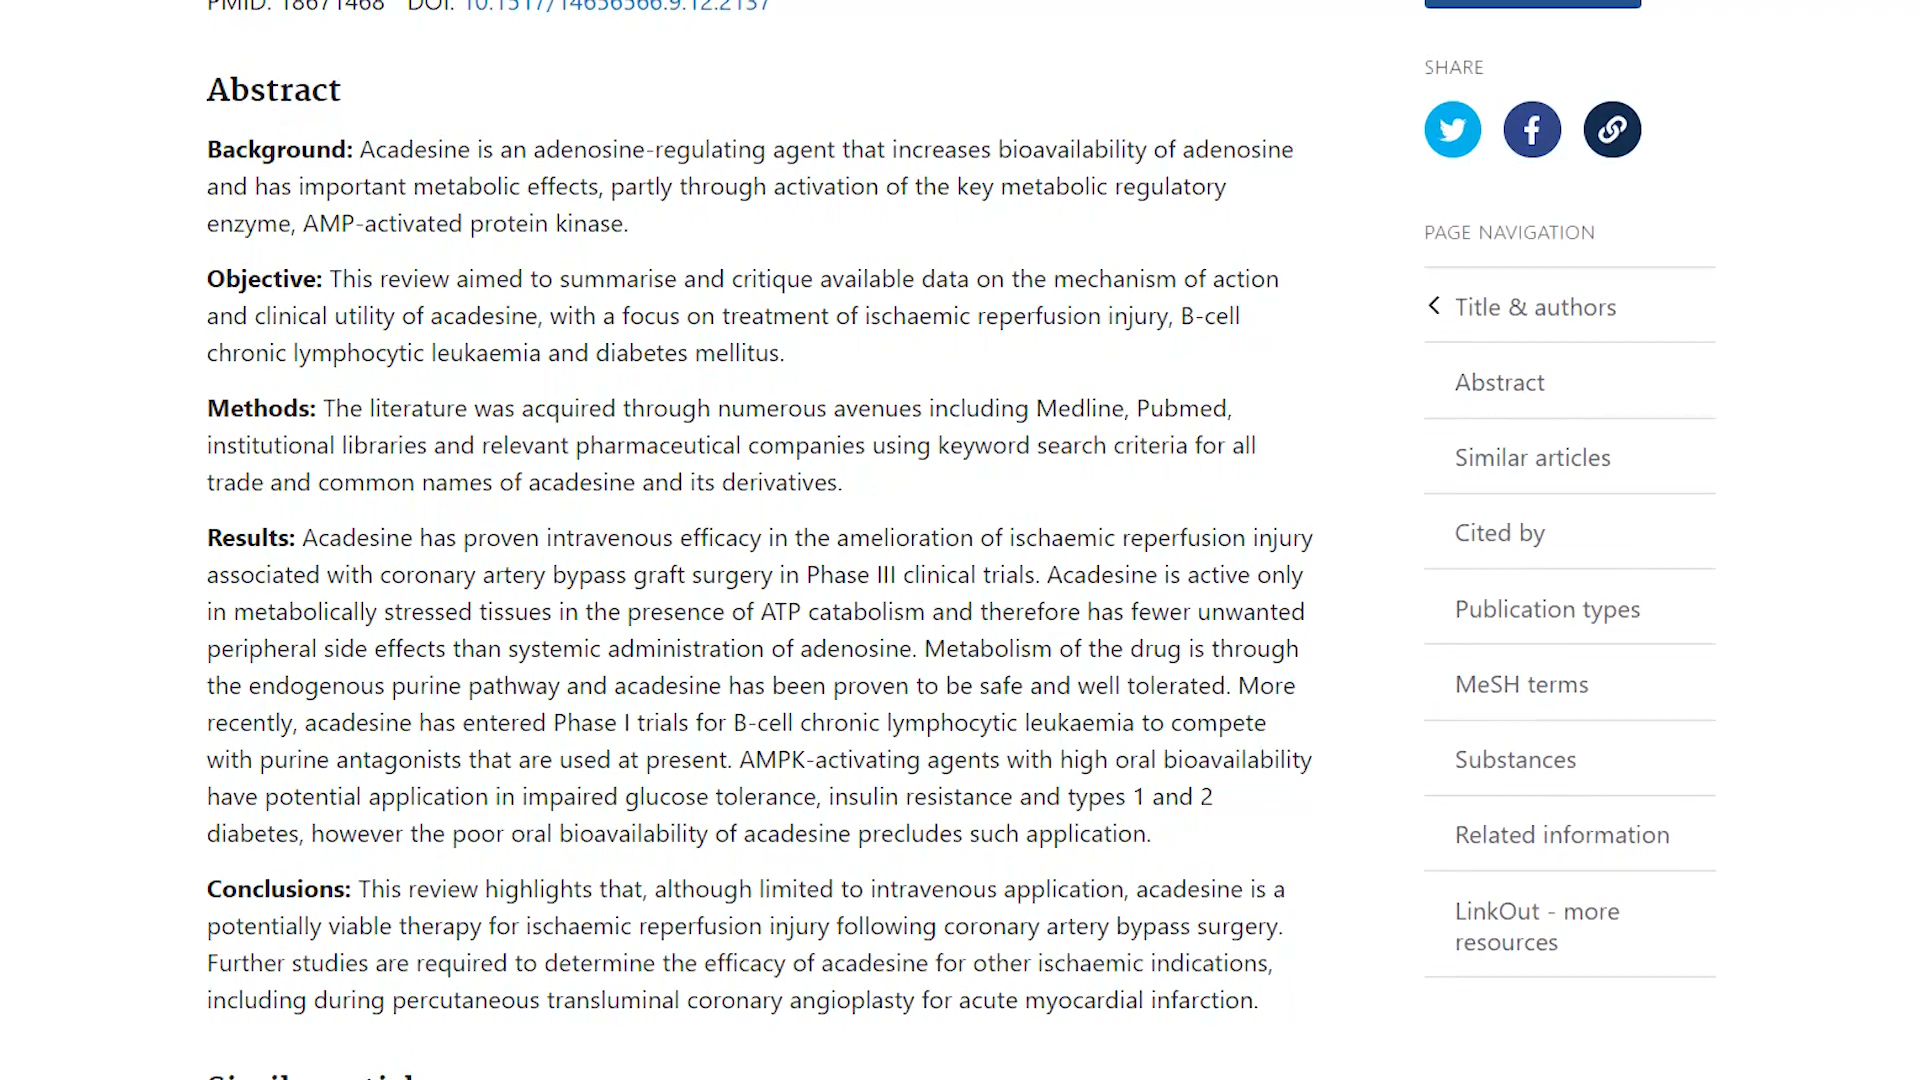 PMID: 18671468 DOI: 10.1517/14656566.9.12.2137
Abstract
Background: Acadesine is an adenosine-regulating agent that increases bioavailability of adenosine
and has important metabolic effects, partly through activation of the key metabolic regulatory
enzyme, AMP-activated protein kinase.
Objective: This review aimed to summarise and critique available data on the mechanism of action
and clinical utility of acadesine, with a focus on treatment of ischaemic reperfusion injury, B-cell
chronic lymphocytic leukaemia and diabetes mellitus.
Methods: The literature was acquired through numerous avenues including Medline, Pubmed,
institutional libraries and relevant pharmaceutical companies using keyword search criteria for all
trade and common names of acadesine and its derivatives.
Results: Acadesine has proven intravenous efficacy in the amelioration of ischaemic reperfusion injury
associated with coronary artery bypass graft surgery in Phase III clinical trials. Acadesine is active only
in metabolically stressed tissues in the presence of ATP catabolism and therefore has fewer unwanted
peripheral side effects than systemic administration of adenosine. Metabolism of the drug is through
the endogenous purine pathway and acadesine has been proven to be safe and well tolerated. More
recently, acadesine has entered Phase I trials for B-cell chronic lymphocytic leukaemia to compete
with purine antagonists that are used at present. AMPK-activating agents with high oral bioavailability
have potential application in impaired glucose tolerance, insulin resistance and types 1 and 2
diabetes, however the poor oral bioavailability of acadesine precludes such application.
Conclusions: This review highlights that, although limited to intravenous application, acadesine is a
potentially viable therapy for ischaemic reperfusion injury following coronary artery bypass surgery.
Further studies are required to determine the efficacy of acadesine for other ischaemic indications,
including during percutaneous transluminal coronary angioplasty for acute myocardial infarction.
SHARE
PAGE NAVIGATION
Title & authors
Abstract
Similar articles
Cited by
Publication types
MeSH terms
Substances
Related information
LinkOut - more
resources